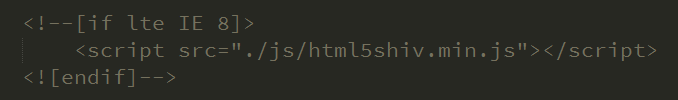 <!--[if lte IE 8]>
<script src="./js/html5shiv.min.js"></script>
<![endif]-->